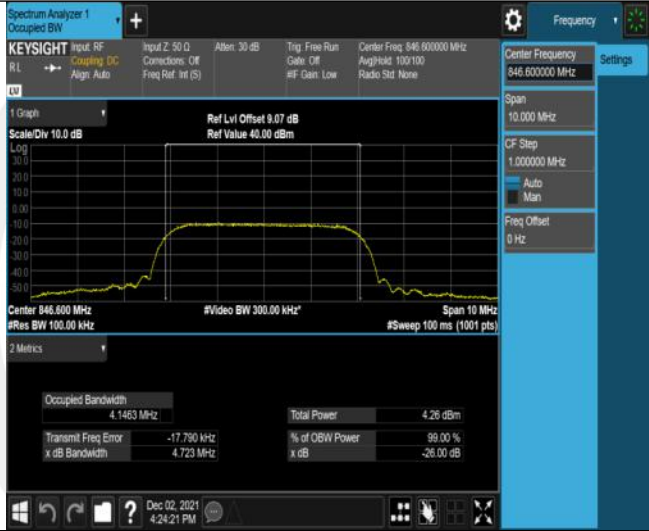 Spectrum Analyzer 1
Occupied BW
+
Frequency
KEYSIGHT
RL
LV
Input: RF
Coupling: DC
Align: Auto
Input Z: 50 Ω
Corrections: Off
Freq Ref: Int (S)
Atten: 30 dB
Trig: Free Run
Gate: Off
#IF Gain: Low
Center Freq: 846.600000 MHz
Avg|Hold: 100/100
Radio Std: None
Center Frequency
846.600000 MHz
Settings
Span
10.000 MHz
CF Step
1.000000 MHz
Auto
Man
Freq Offset
0 Hz
1 Graph
Scale/Div 10.0 dB
Ref Lvl Offset 9.07 dB
Ref Value 40.00 dBm
Log
30.0
20.0
10.0
0.00
-10.0
-20.0
-30.0
-40.0
-50.0
Center 846.600 MHz
#Res BW 100.00 kHz
#Video BW 300.00 kHz*
Span 10 MHz
#Sweep 100 ms (1001 pts)
2 Metrics
Occupied Bandwidth
4.1463 MHz
Total Power 4.26 dBm
Transmit Freq Error -17.790 kHz
% of OBW Power 99.00 %
x dB Bandwidth 4.723 MHz
x dB -26.00 dB
?
Dec 02, 2021
4:24:21 PM